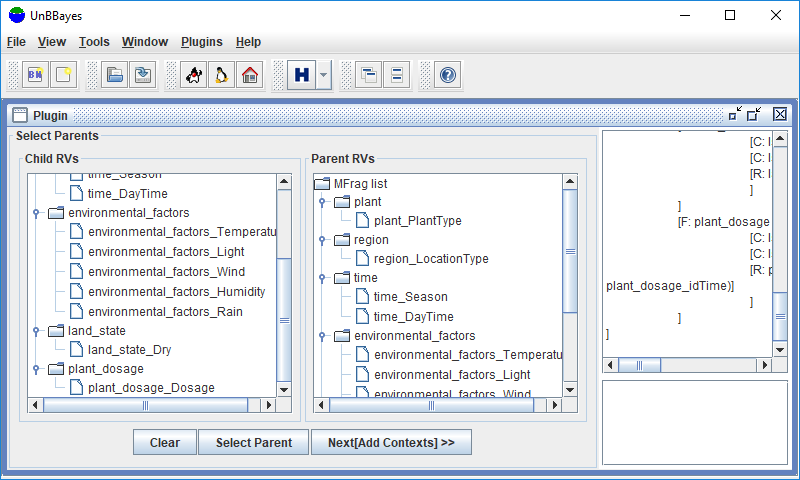 UnBBayes
File View Tools Window Plugins Help
BN
H
Plugin
Select Parents
Child RVs
time_Season
time_DayTime
environmental_factors
environmental_factors_Temperatu
environmental_factors_Light
environmental_factors_Wind
environmental_factors_Humidity
environmental_factors_Rain
land_state
land_state_Dry
plant_dosage
plant_dosage_Dosage
Parent RVs
MFrag list
plant
plant_PlantType
region
region_LocationType
time
time_Season
time_DayTime
environmental_factors
environmental_factors_Temperatu
environmental_factors_Light
environmental_factors_Wind
[C: l
[C: l
[R: l
]
]
[F: plant_dosage
[C: l
[C: l
[R: p
plant_dosage_idTime)]
]
]
]
Clear Select Parent Next[Add Contexts] >>